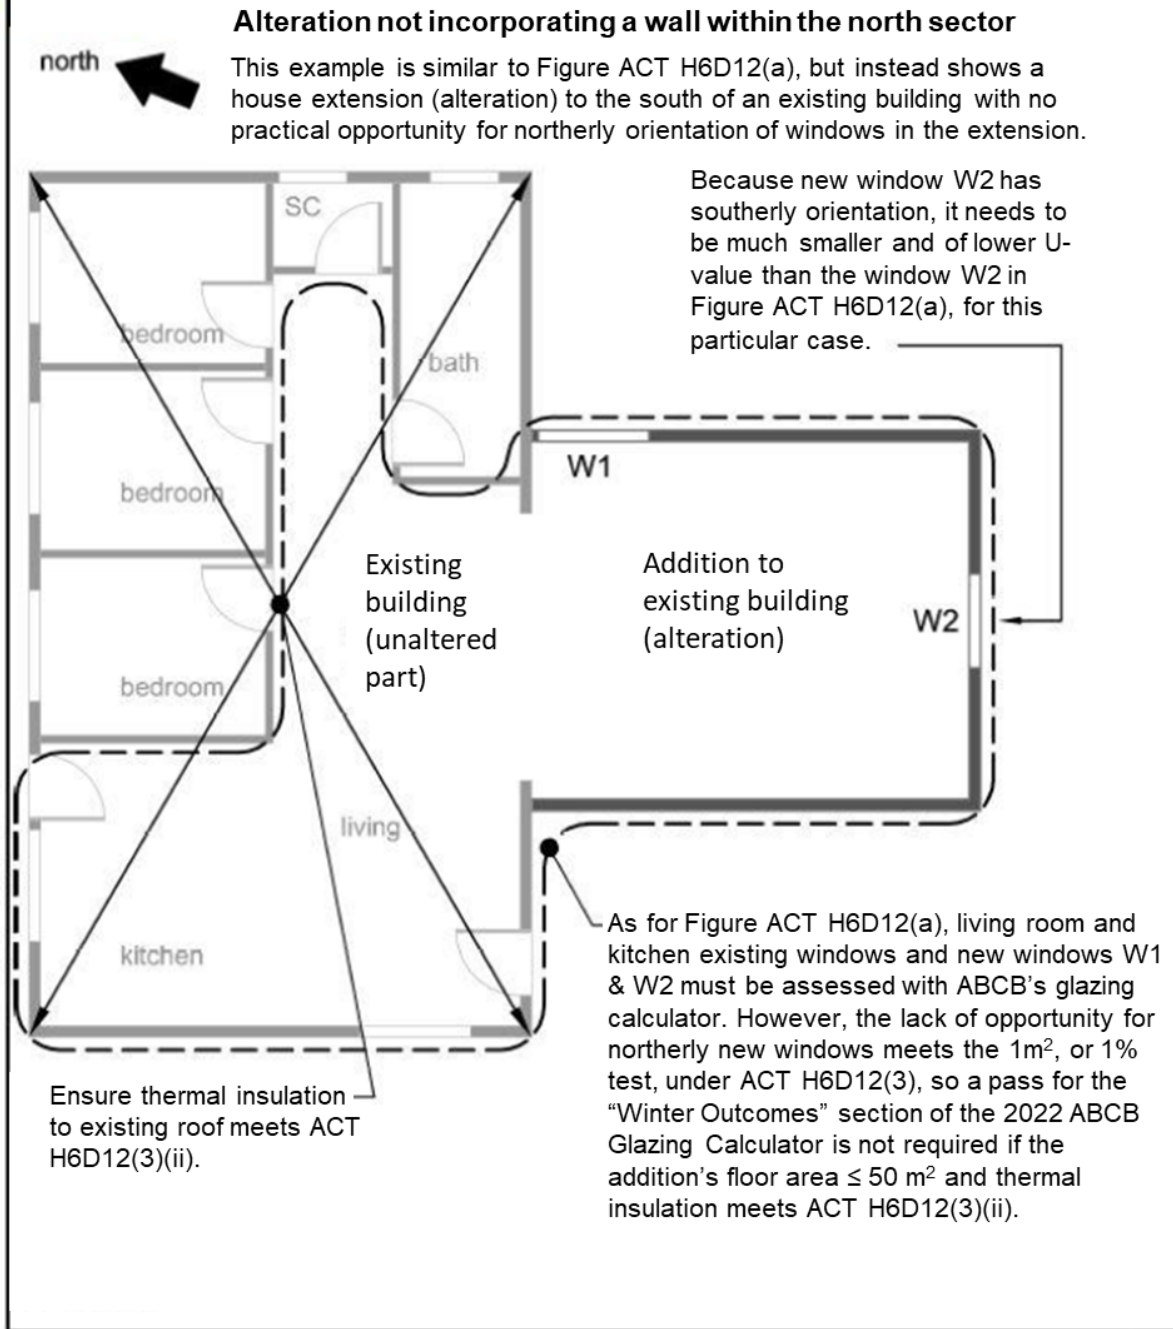 Alteration not incorporating a wall within the north sector
north
This example is similar to Figure ACT H6D12(a), but instead shows a
house extension (alteration) to the south of an existing building with no
practical opportunity for northerly orientation of windows in the extension.
Because new window W2 has
southerly orientation, it needs to
be much smaller and of lower U-
value than the window W2 in
Figure ACT H6D12(a), for this
particular case.
SC
bedroom
bath
W1
bedroom
Existing
building
(unaltered
part)
Addition to
existing building
(alteration)
W2
bedroom
living
kitchen
As for Figure ACT H6D12(a), living room and
kitchen existing windows and new windows W1
& W2 must be assessed with ABCB's glazing
calculator. However, the lack of opportunity for
northerly new windows meets the 1m², or 1%
test, under ACT H6D12(3), so a pass for the
“Winter Outcomes” section of the 2022 ABCB
Glazing Calculator is not required if the
addition's floor area ≤ 50 m² and thermal
insulation meets ACT H6D12(3)(ii).
Ensure thermal insulation
to existing roof meets ACT
H6D12(3)(ii).